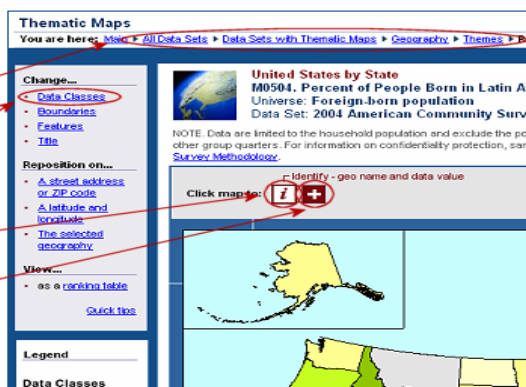 Thematic Maps
You are here: Main ▸ All Data Sets ▸ Data Sets with Thematic Maps ▸ Geography ▸ Themes ▸
Change...
• Data Classes
• Boundaries
• Features
• Title
Reposition on...
• A street address
or ZIP code
• A latitude and
longitude
• The selected
geography
View...
• as a ranking table
Quick tips
Legend
Data Classes
United States by State
M0504. Percent of People Born in Latin A
Universe: Foreign-born population
Data Set: 2004 American Community Surv
NOTE. Data are limited to the household population and exclude the po
other group quarters. For information on confidentiality protection, sam
Survey Methodology.
Identify - geo name and data value
Click map to: i +